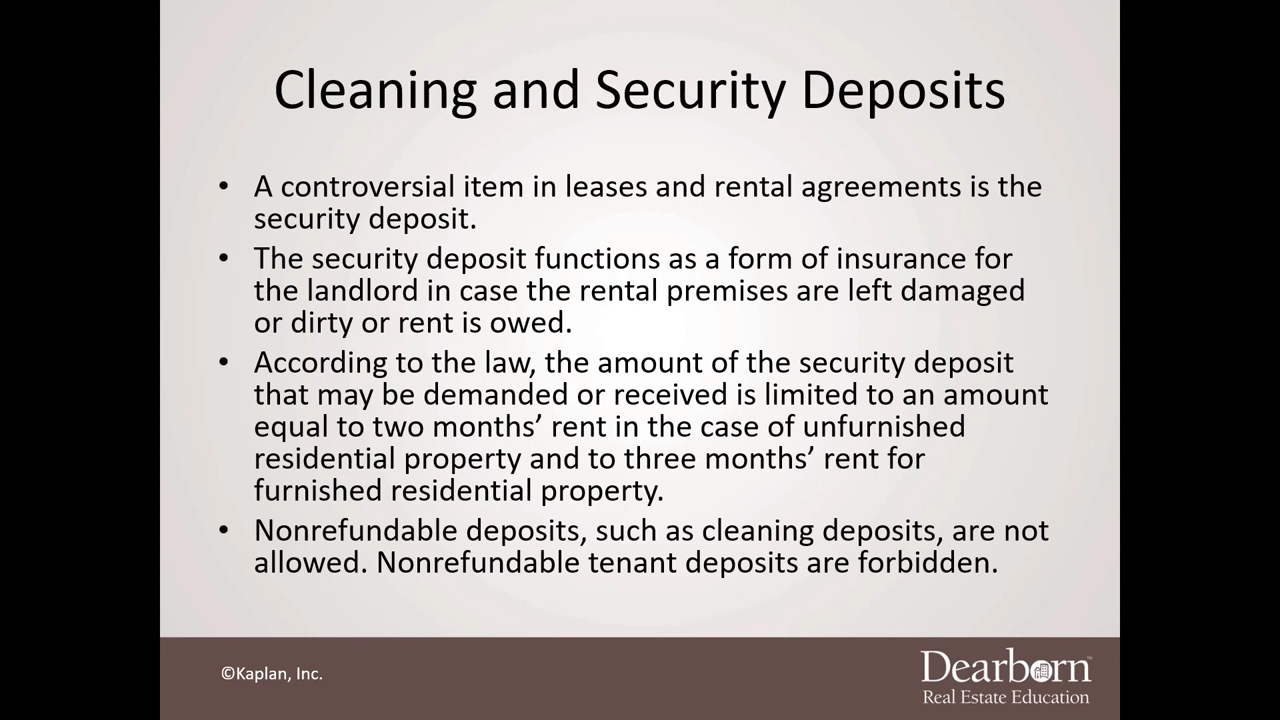 Cleaning and Security Deposits
• A controversial item in leases and rental agreements is the
security deposit.
• The security deposit functions as a form of insurance for
the landlord in case the rental premises are left damaged
or dirty or rent is owed.
• According to the law, the amount of the security deposit
that may be demanded or received is limited to an amount
equal to two months’ rent in the case of unfurnished
residential property and to three months’ rent for
furnished residential property.
• Nonrefundable deposits, such as cleaning deposits, are not
allowed. Nonrefundable tenant deposits are forbidden.
©Kaplan, Inc.
Dearborn™
Real Estate Education